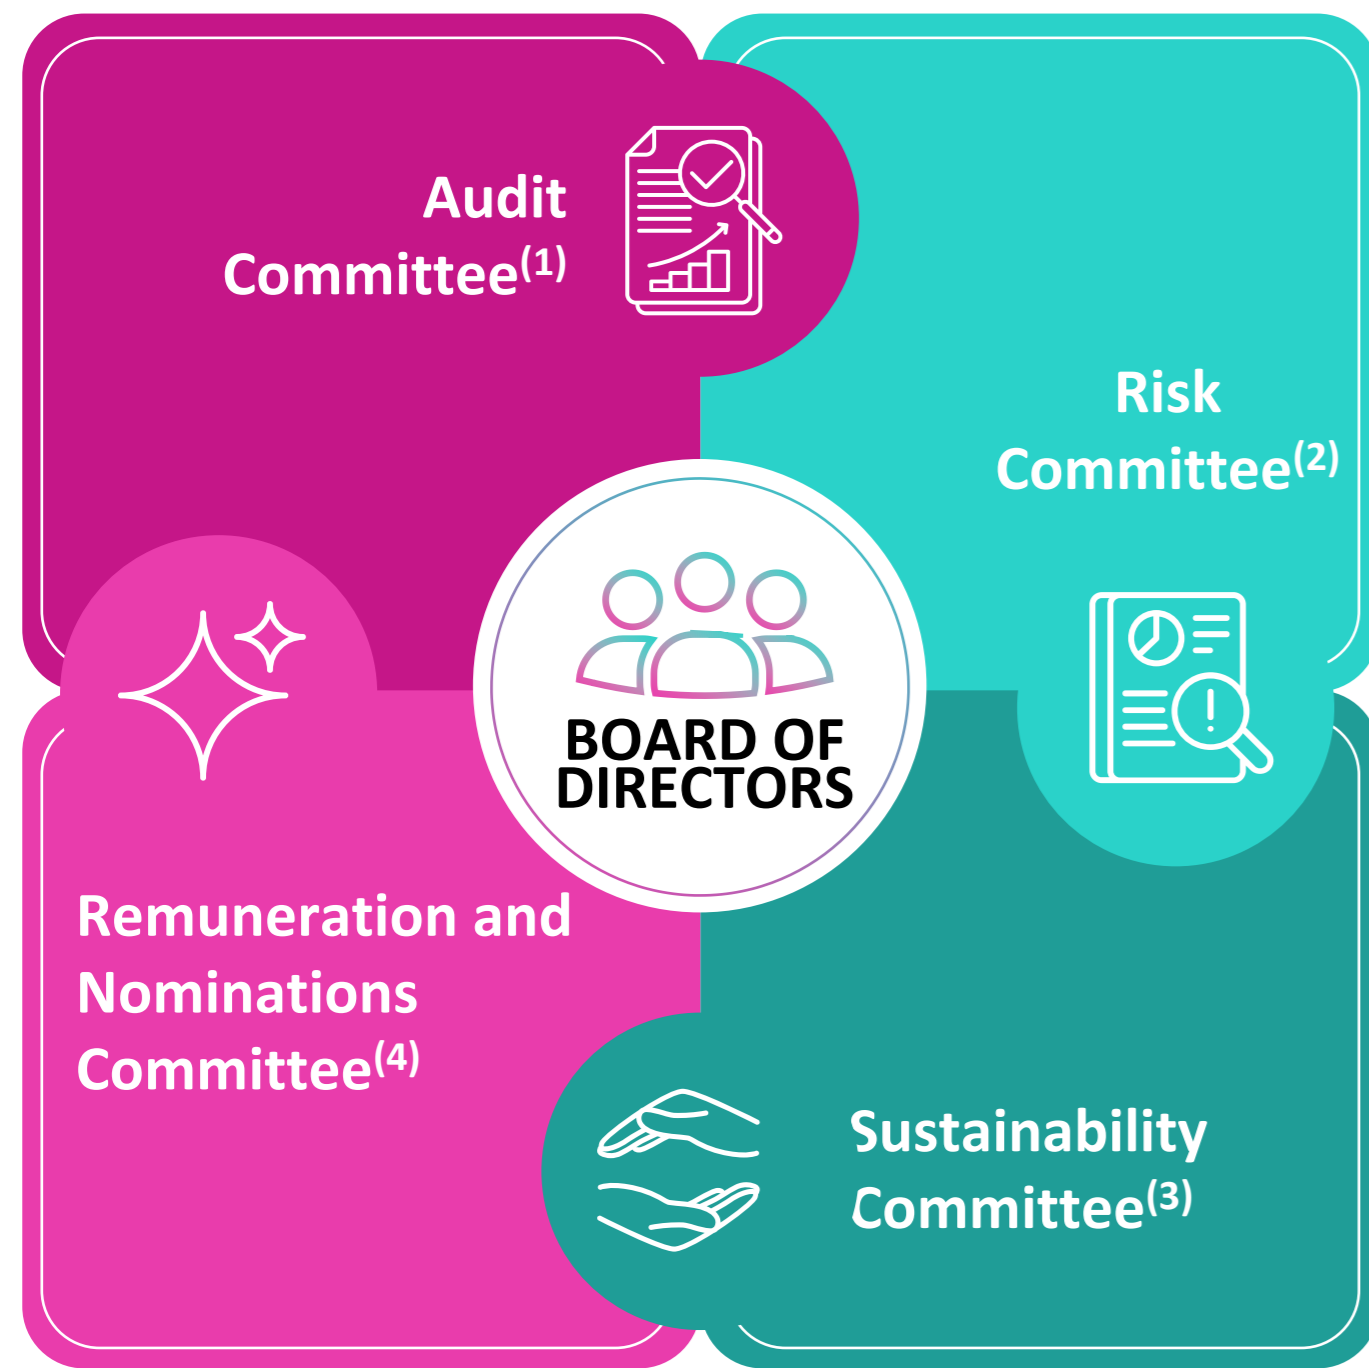 Audit
Committee(1)
Risk
Committee(2)
BOARD OF
DIRECTORS
Remuneration and
Nominations
Committee(4)
Sustainability
Committee(3)